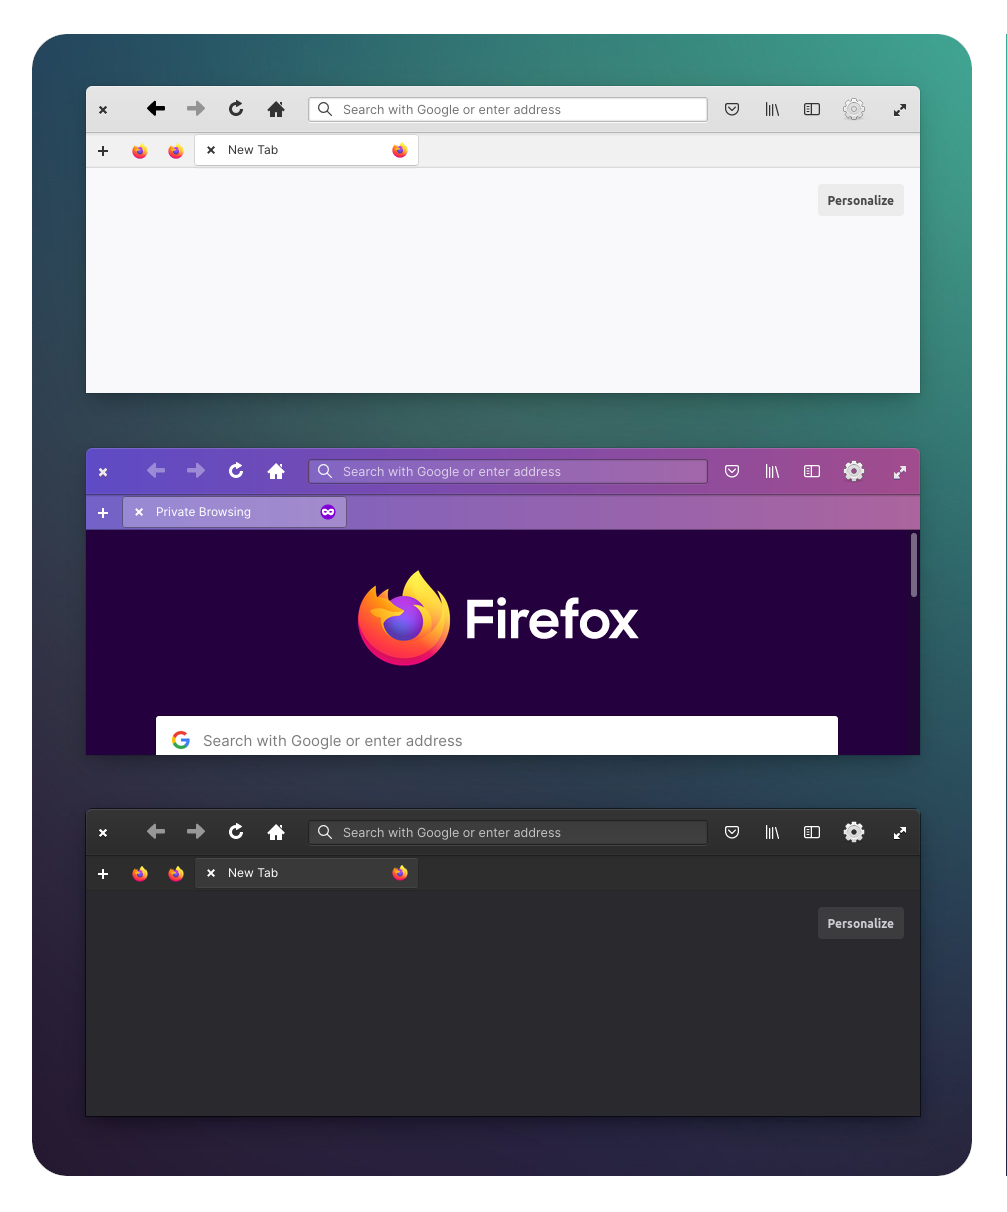 Search with Google or enter address
New Tab
Personalize
Search with Google or enter address
Private Browsing
Firefox
Search with Google or enter address
Search with Google or enter address
New Tab
Personalize